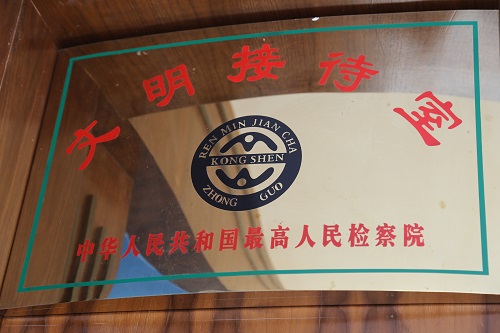 文明接待室
REN MIN JIAN CHA
KONG SHEN
ZHONG GUO
中华人民共和国最高人民检察院